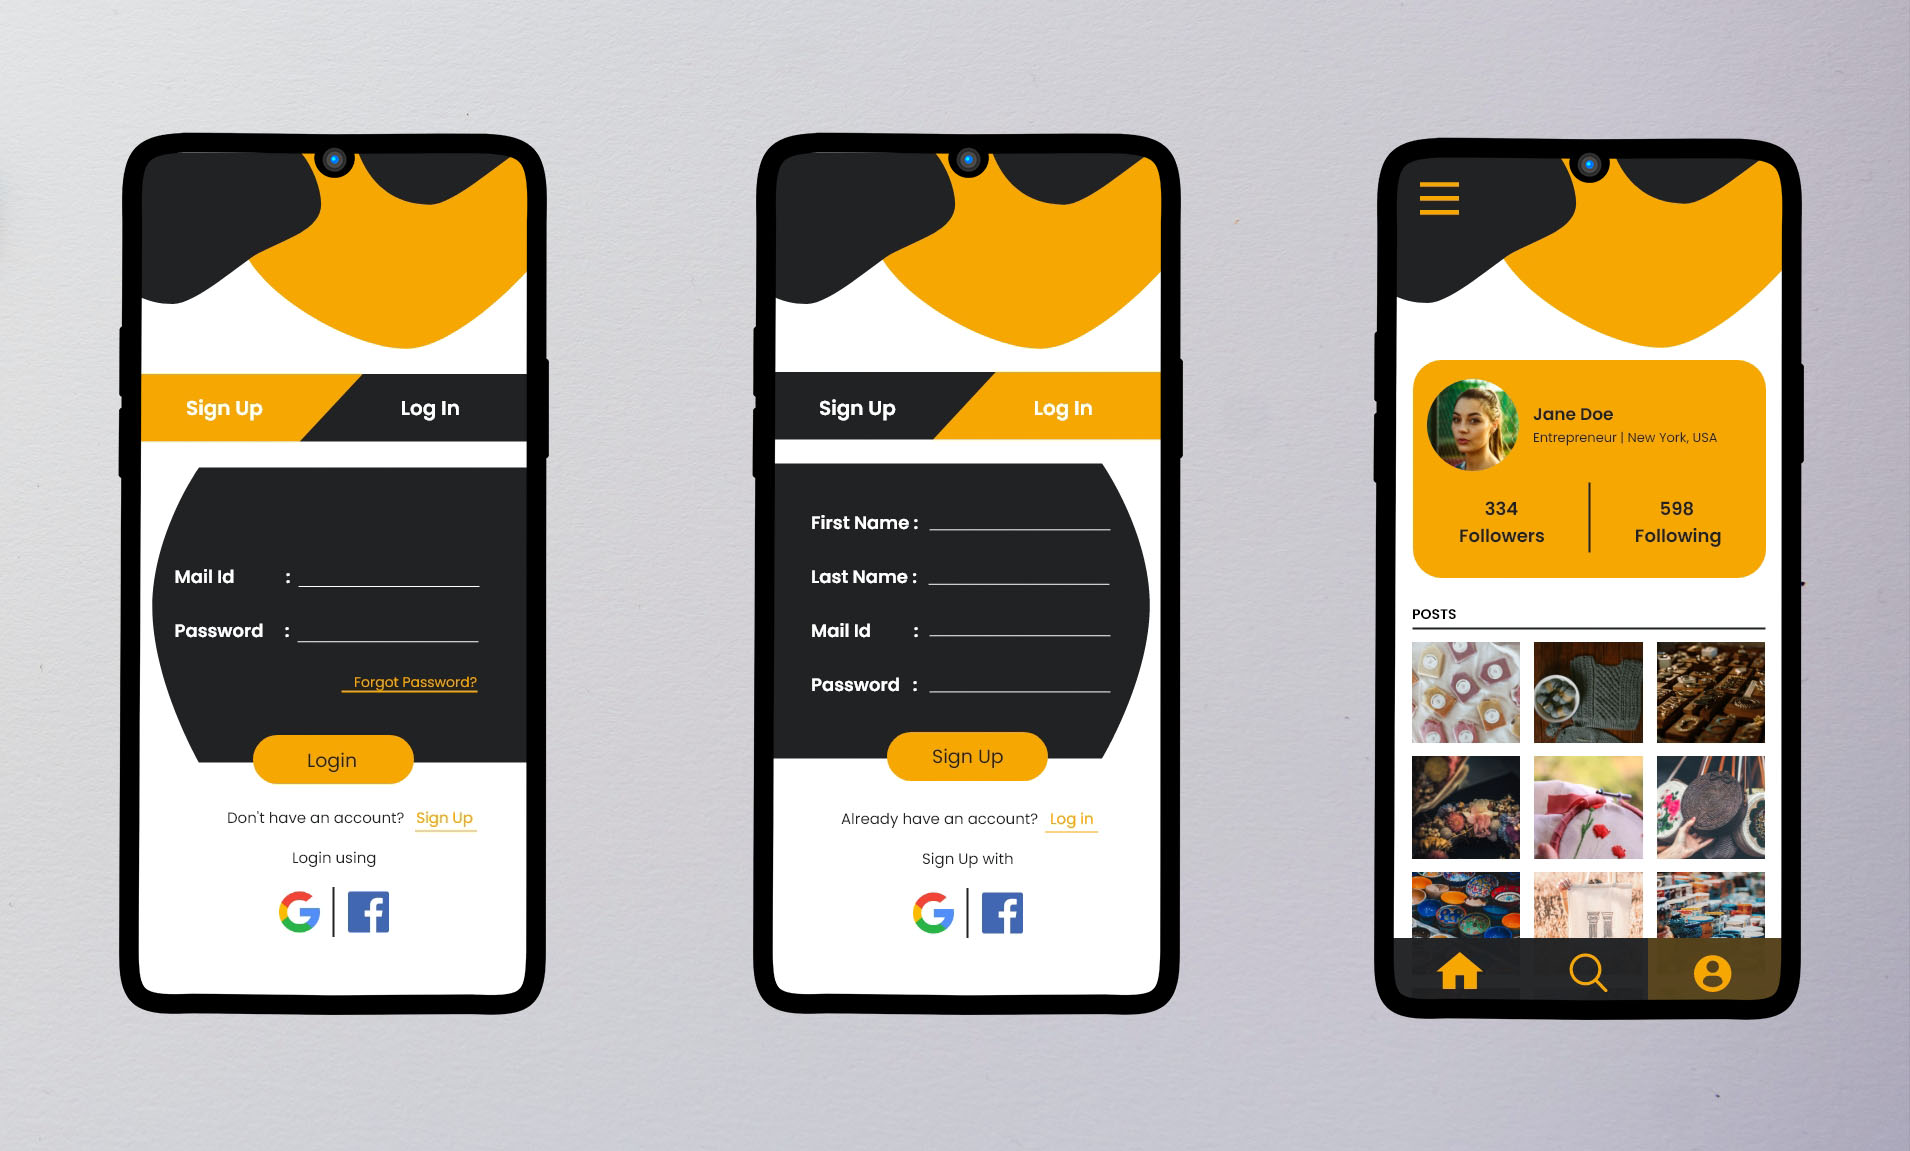 Sign Up
Log In
Mail Id :
Password :
Forgot Password?
Login
Don't have an account? Sign Up
Login using
Sign Up
Log In
First Name :
Last Name :
Mail Id :
Password :
Sign Up
Already have an account? Log in
Sign Up with
Jane Doe
Entrepreneur | New York, USA
334
Followers
598
Following
POSTS